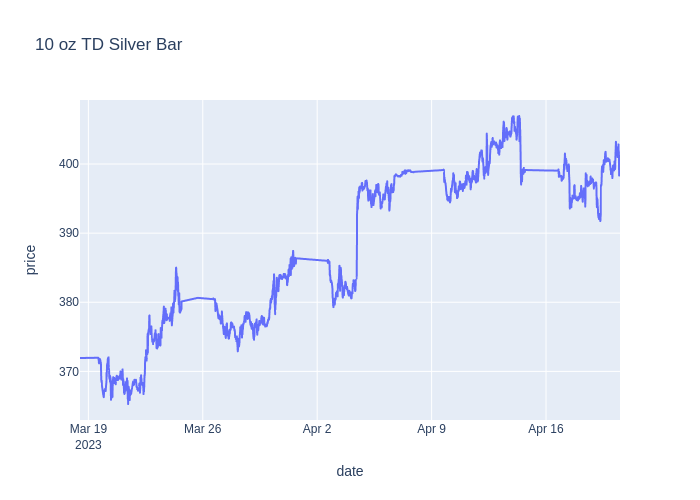 10 oz TD Silver Bar
price
400
390
380
370
Mar 19
2023
Mar 26
Apr 2
Apr 9
Apr 16
date